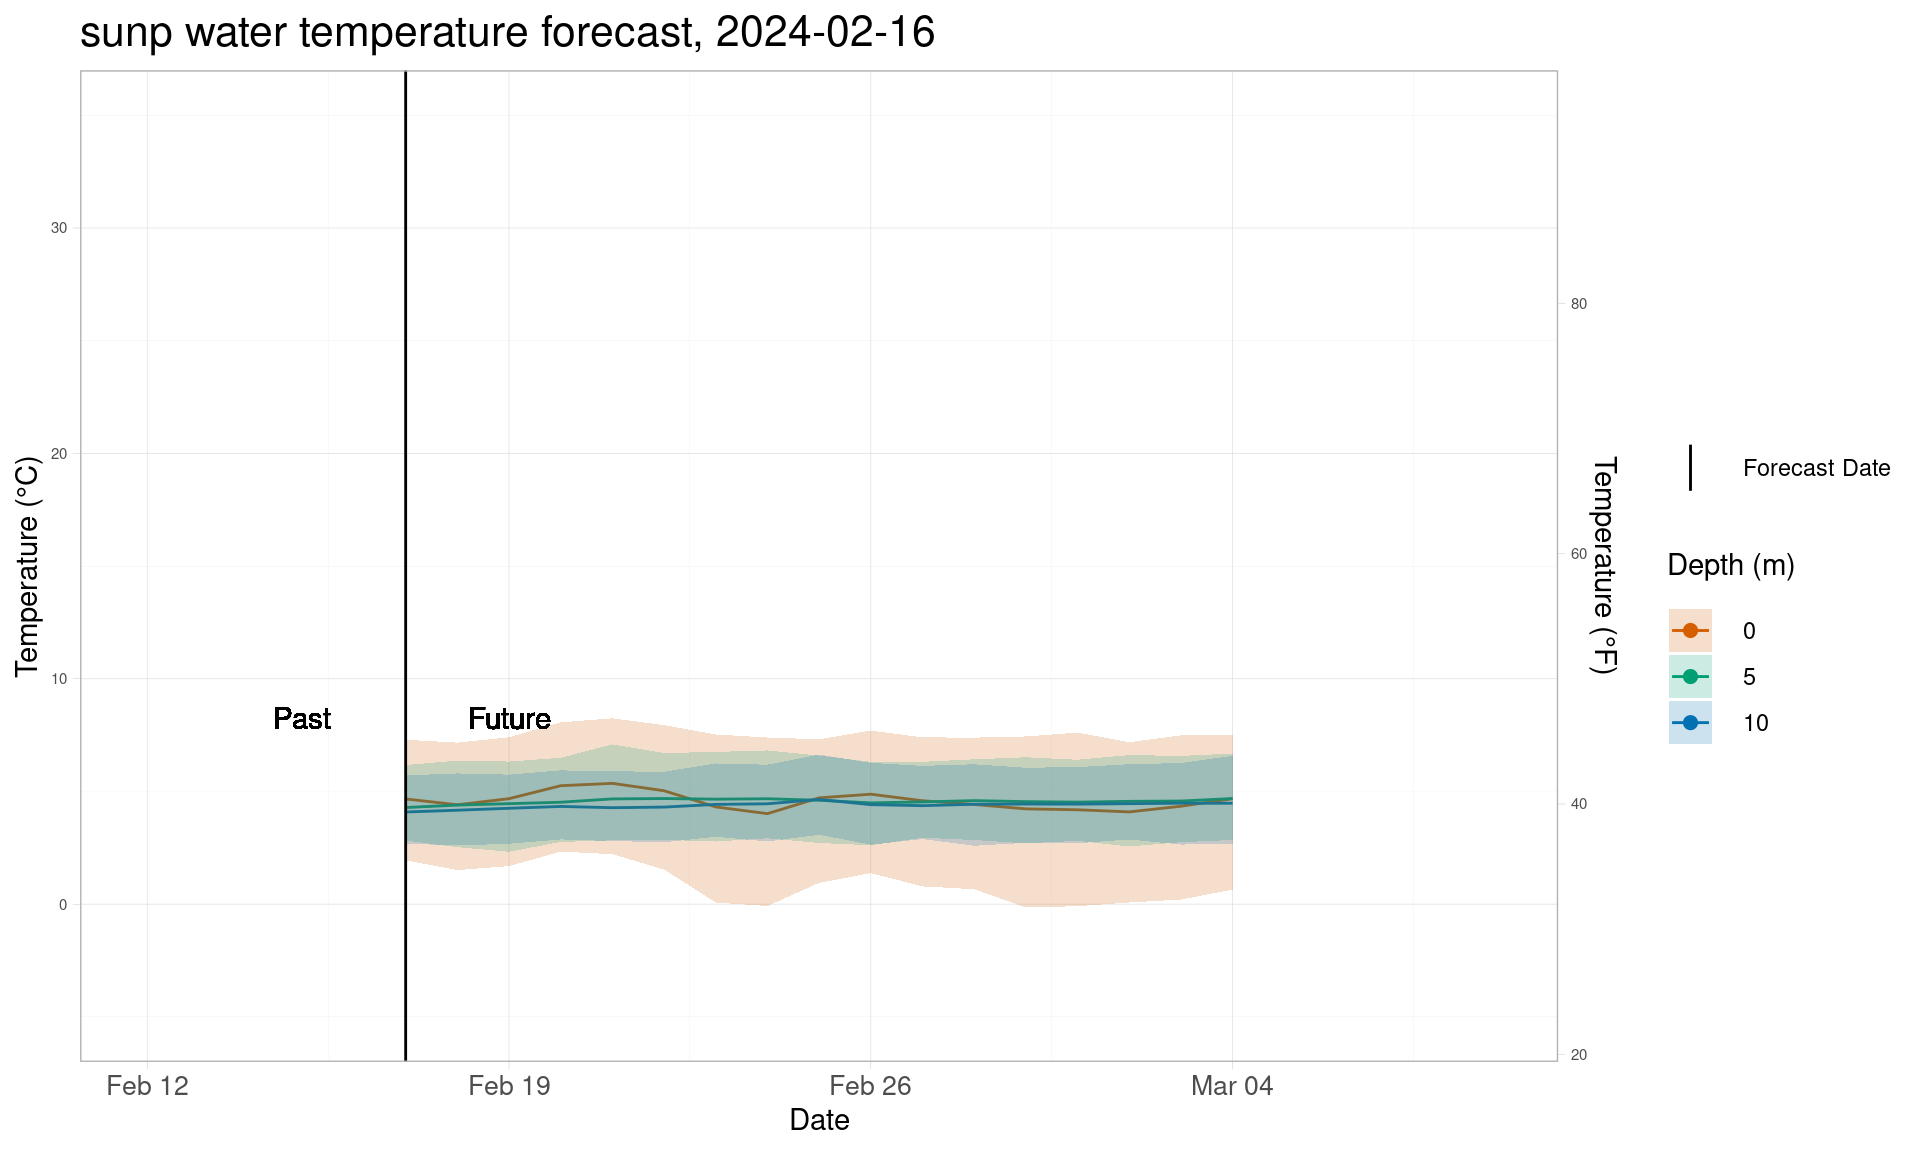 sunp water temperature forecast, 2024-02-16
Temperature (°C)
30
20
10
0
Past
Future
Feb 12
Feb 19
Feb 26
Mar 04
Date
80
60
40
20
Temperature (°F)
Forecast Date
Depth (m)
0
5
10